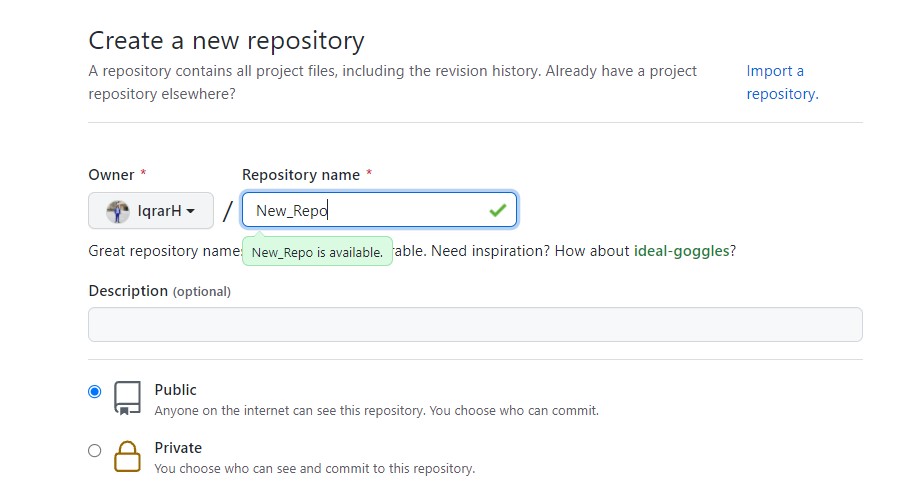 Create a new repository
A repository contains all project files, including the revision history. Already have a project
repository elsewhere?
Import a
repository.
Owner *
Repository name *
IqrarH
/
New_Repo
Great repository name
rable. Need inspiration? How about ideal-goggles?
New_Repo is available.
Description (optional)
Public
Anyone on the internet can see this repository. You choose who can commit.
Private
You choose who can see and commit to this repository.